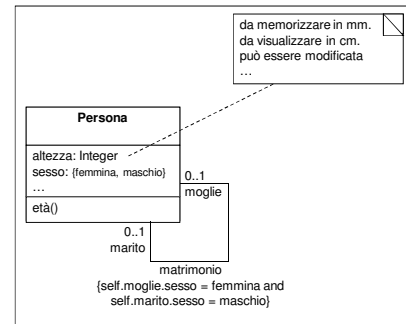 da memorizzare in mm.
da visualizzare in cm.
può essere modificata
...
Persona
altezza: Integer
sesso: {femmina, maschio}
...
età()
0..1
moglie
0..1
marito
matrimonio
{self.moglie.sesso = femmina and
self.marito.sesso = maschio}